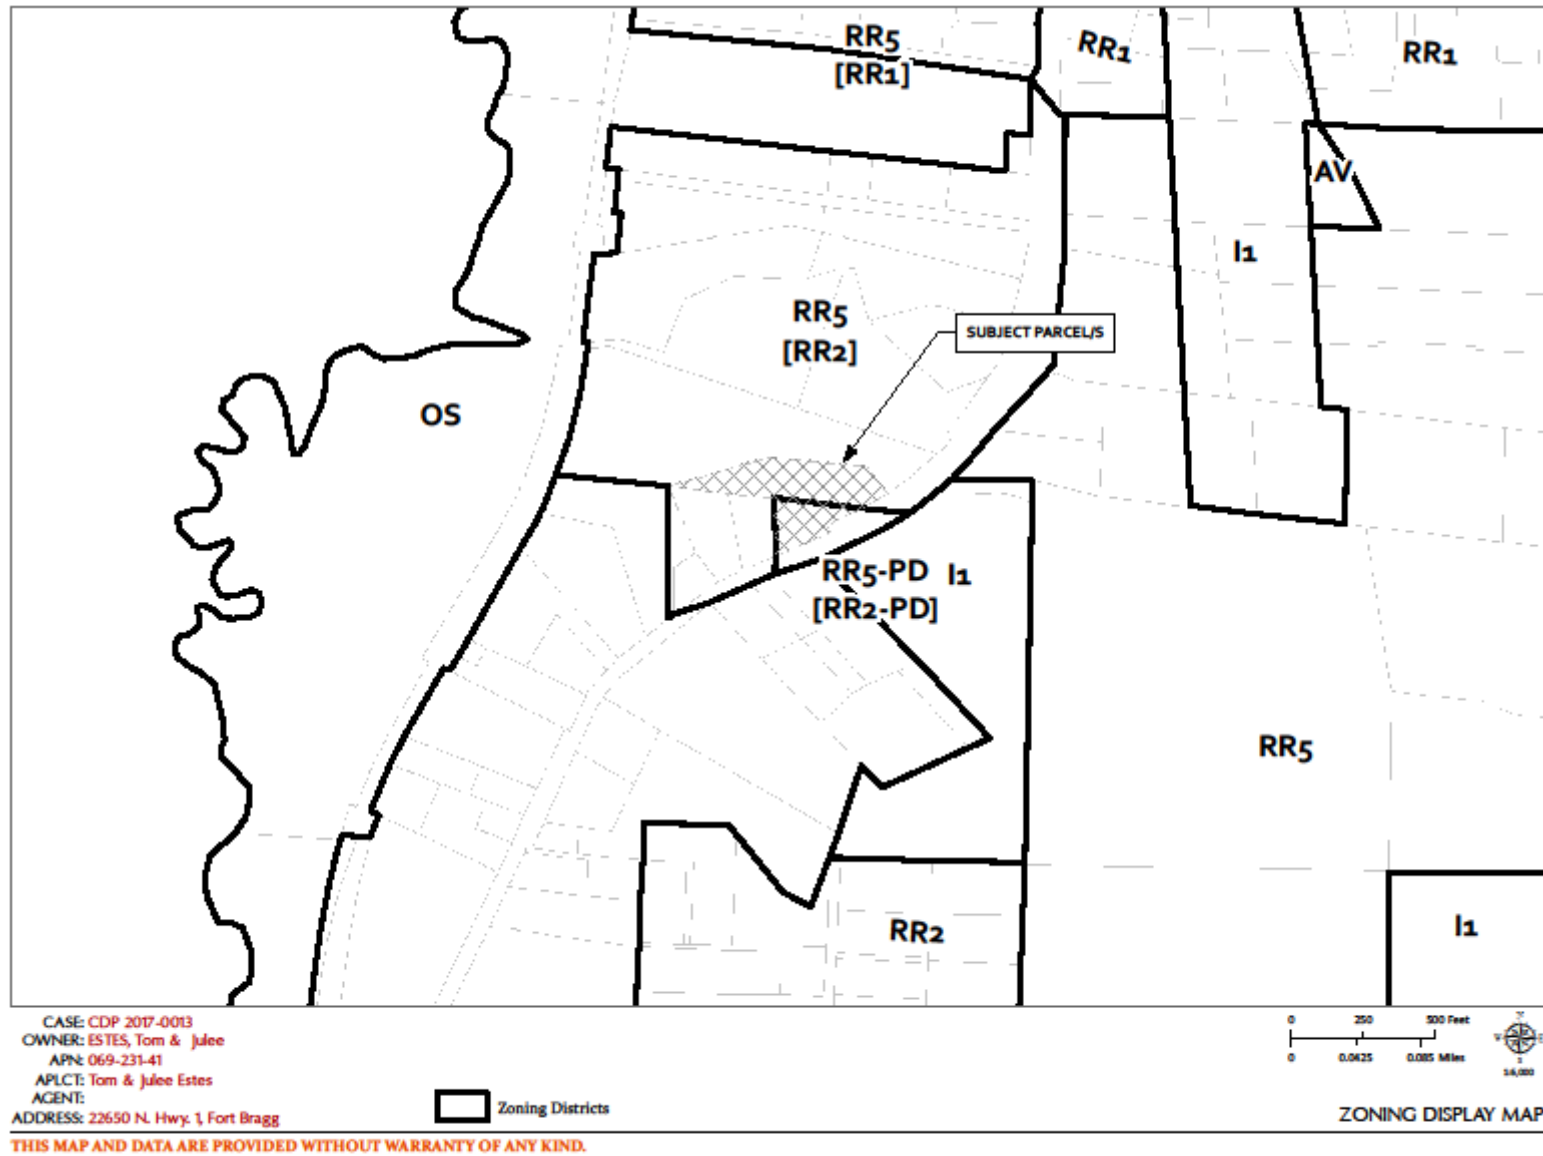 RR5
[RR1]
RR1
RR1
AV
I1
RR5
[RR2]
SUBJECT PARCEL/S
OS
RR5-PD I1
[RR2-PD]
RR5
RR2
I1
CASE: CDP 2017-0013
OWNER: ESTES, Tom & Julee
APN: 069-231-41
APLCT: Tom & Julee Estes
AGENT:
ADDRESS: 22650 N. Hwy. 1, Fort Bragg
Zoning Districts
0 250 500 Feet
0 0.0425 0.085 Miles
1:6,000
ZONING DISPLAY MAP
THIS MAP AND DATA ARE PROVIDED WITHOUT WARRANTY OF ANY KIND.